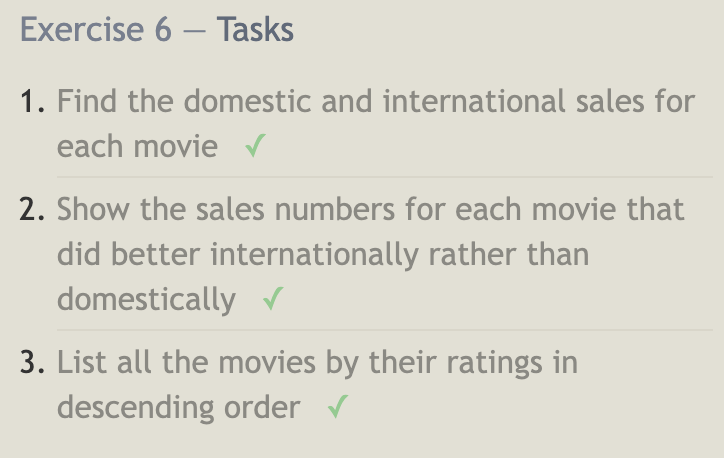 Exercise 6 — Tasks
1. Find the domestic and international sales for
each movie ✓
2. Show the sales numbers for each movie that
did better internationally rather than
domestically ✓
3. List all the movies by their ratings in
descending order ✓